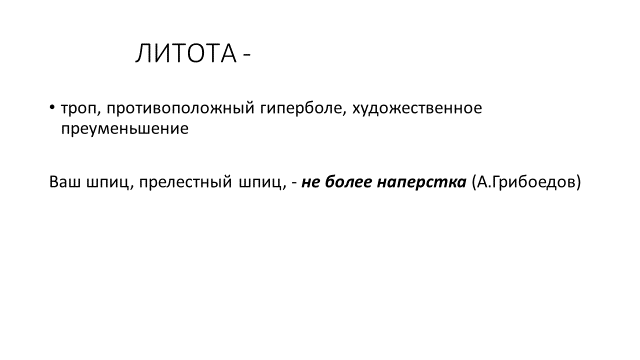 ЛИТОТА -
• троп, противоположный гиперболе, художественное
преуменьшение
Ваш шпиц, прелестный шпиц, - не более наперстка (А.Грибоедов)